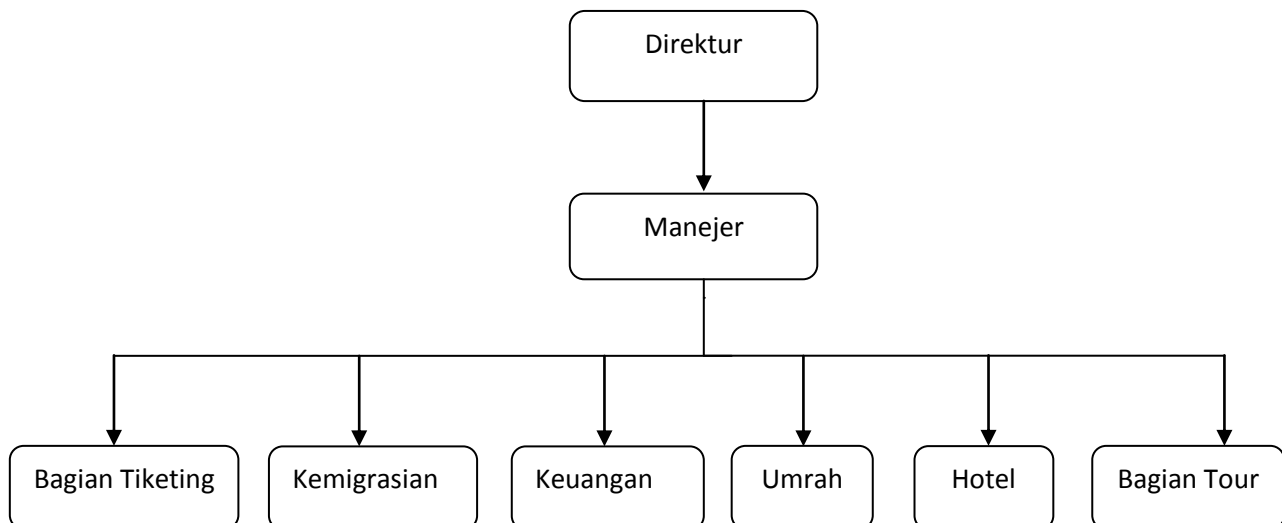 Direktur
Manejer
Bagian Tiketing
Kemigrasian
Keuangan
Umrah
Hotel
Bagian Tour